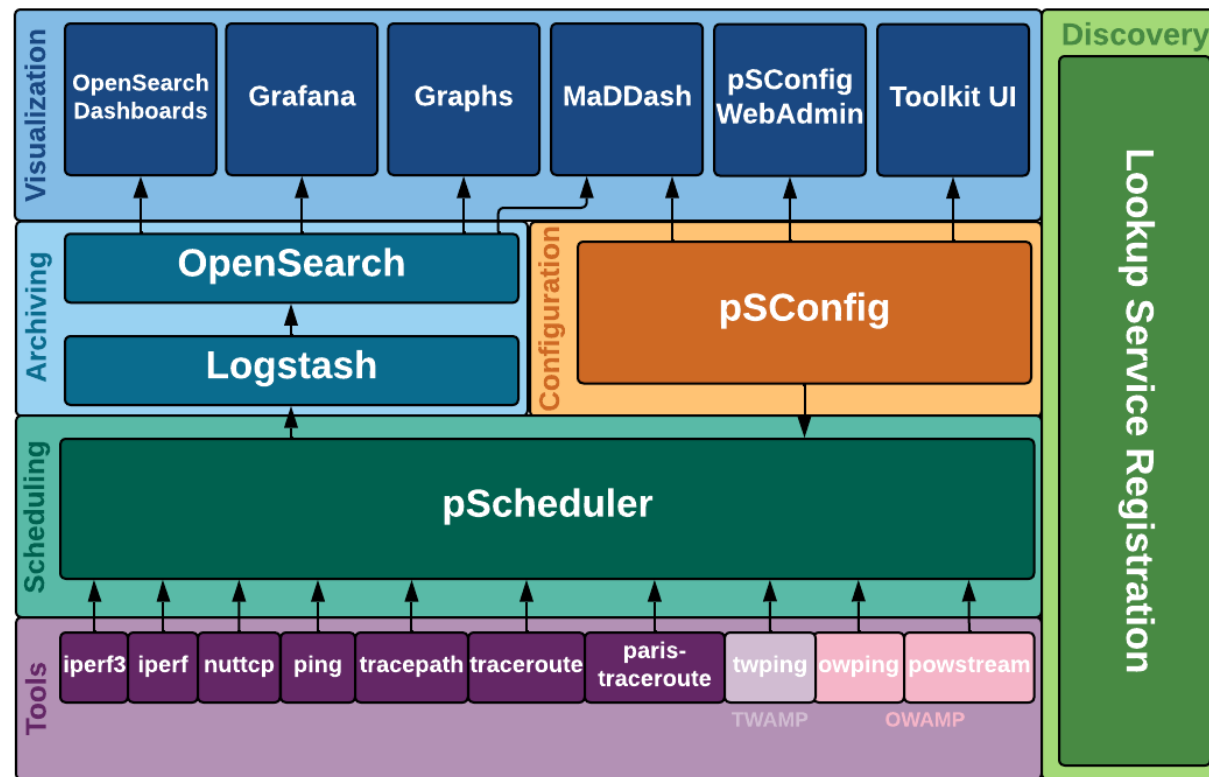 Visualization
OpenSearch
Dashboards
Grafana
Graphs
MaDDash
pSConfig
WebAdmin
Toolkit UI
Discovery
Lookup Service Registration
Archiving
OpenSearch
Logstash
Configuration
pSConfig
Scheduling
pScheduler
Tools
iperf3
iperf
nuttcp
ping
tracepath
traceroute
paris-
traceroute
twping
owping
powstream
TWAMP
OWAMP